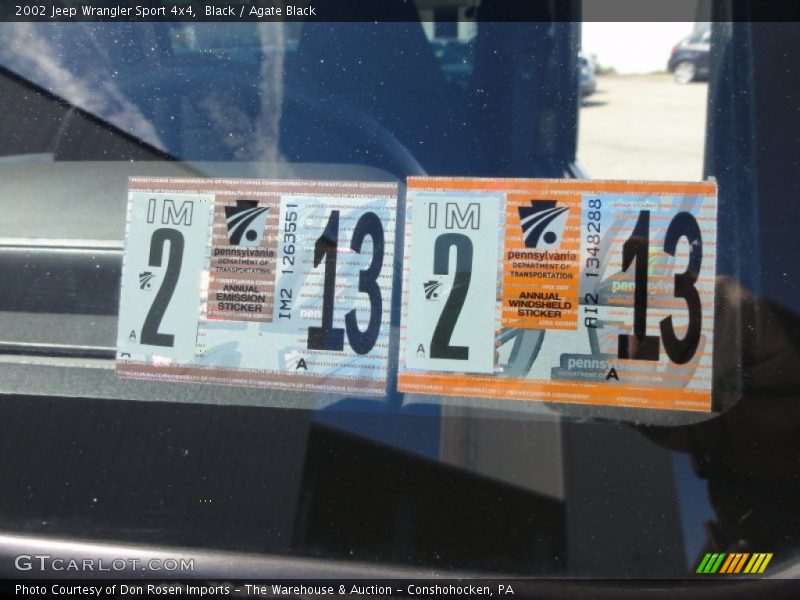 2002 Jeep Wrangler Sport 4x4,  Black / Agate Black
IM
2
A
pennsylvania
DEPARTMENT OF
TRANSPORTATION
ANNUAL
EMISSION
STICKER
IM2 1263551
13
A
IM
2
A
pennsylvania
DEPARTMENT OF
TRANSPORTATION
ANNUAL
WINDSHIELD
STICKER
AI2 1348288
13
A
GTCARLOT.COM
Photo Courtesy of Don Rosen Imports - The Warehouse & Auction - Conshohocken, PA